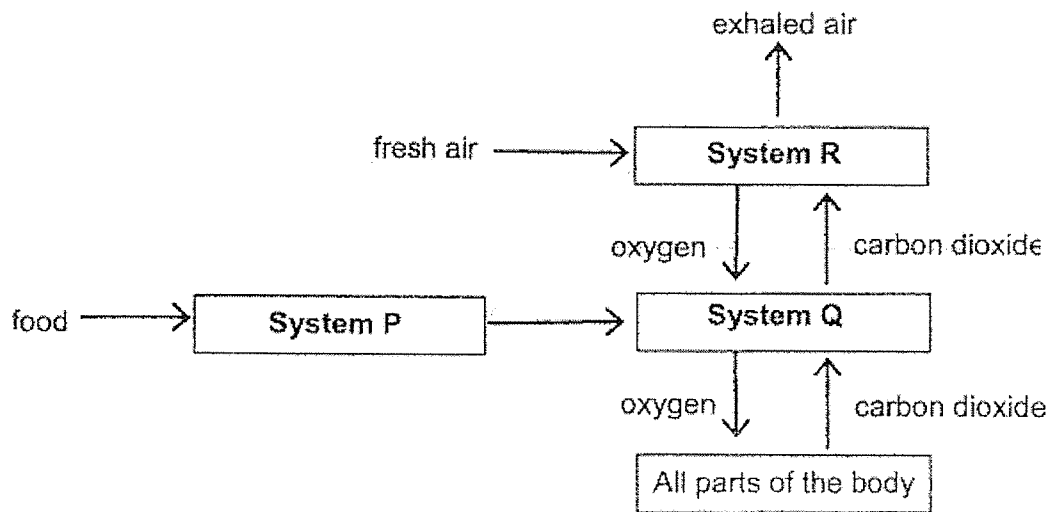 exhaled air
fresh air
System R
oxygen
carbon dioxide
food
System P
System Q
oxygen
carbon dioxide
All parts of the body